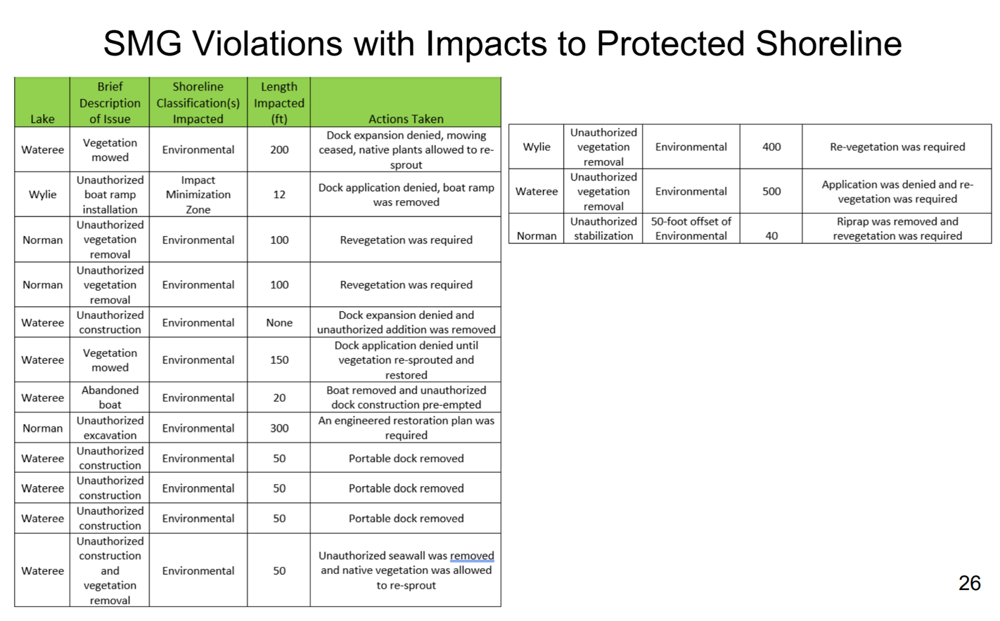 SMG Violations with Impacts to Protected Shoreline
Lake
Brief
Description
of Issue
Shoreline
Classification(s)
Impacted
Length
Impacted
(ft)
Actions Taken
Wateree
Vegetation
mowed
Environmental
200
Dock expansion denied, mowing
ceased, native plants allowed to re-
sprout
Wylie
Unauthorized
boat ramp
installation
Impact
Minimization
Zone
12
Dock application denied, boat ramp
was removed
Norman
Unauthorized
vegetation
removal
Environmental
100
Revegetation was required
Norman
Unauthorized
vegetation
removal
Environmental
100
Revegetation was required
Wateree
Unauthorized
construction
Environmental
None
Dock expansion denied and
unauthorized addition was removed
Wateree
Vegetation
mowed
Environmental
150
Dock application denied until
vegetation re-sprouted and
restored
Wateree
Abandoned
boat
Environmental
20
Boat removed and unauthorized
dock construction pre-empted
Norman
Unauthorized
excavation
Environmental
300
An engineered restoration plan was
required
Wateree
Unauthorized
construction
Environmental
50
Portable dock removed
Wateree
Unauthorized
construction
Environmental
50
Portable dock removed
Wateree
Unauthorized
construction
Environmental
50
Portable dock removed
Wateree
Unauthorized
construction
and
vegetation
removal
Environmental
50
Unauthorized seawall was removed
and native vegetation was allowed
to re-sprout
Wylie
Unauthorized
vegetation
removal
Environmental
400
Re-vegetation was required
Wateree
Unauthorized
vegetation
removal
Environmental
500
Application was denied and re-
vegetation was required
Norman
Unauthorized
stabilization
50-foot offset of
Environmental
40
Riprap was removed and
revegetation was required
26